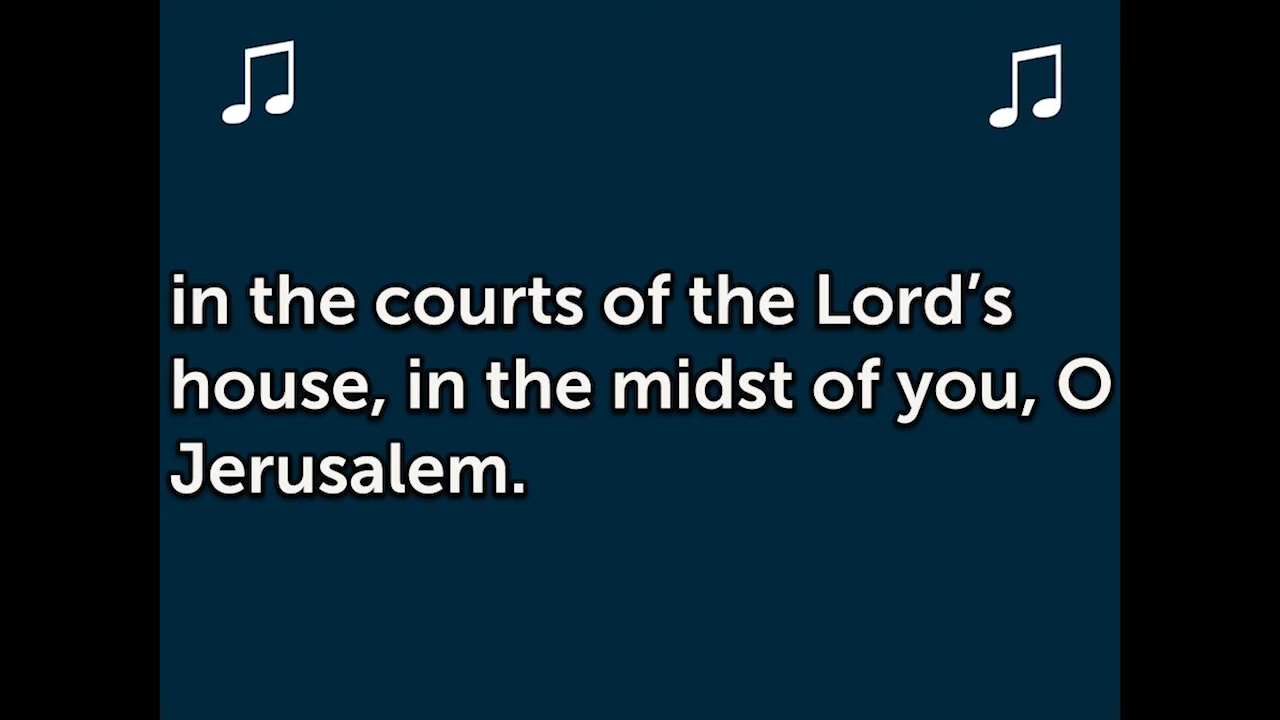 in the courts of the Lord’s
house, in the midst of you, O
Jerusalem.